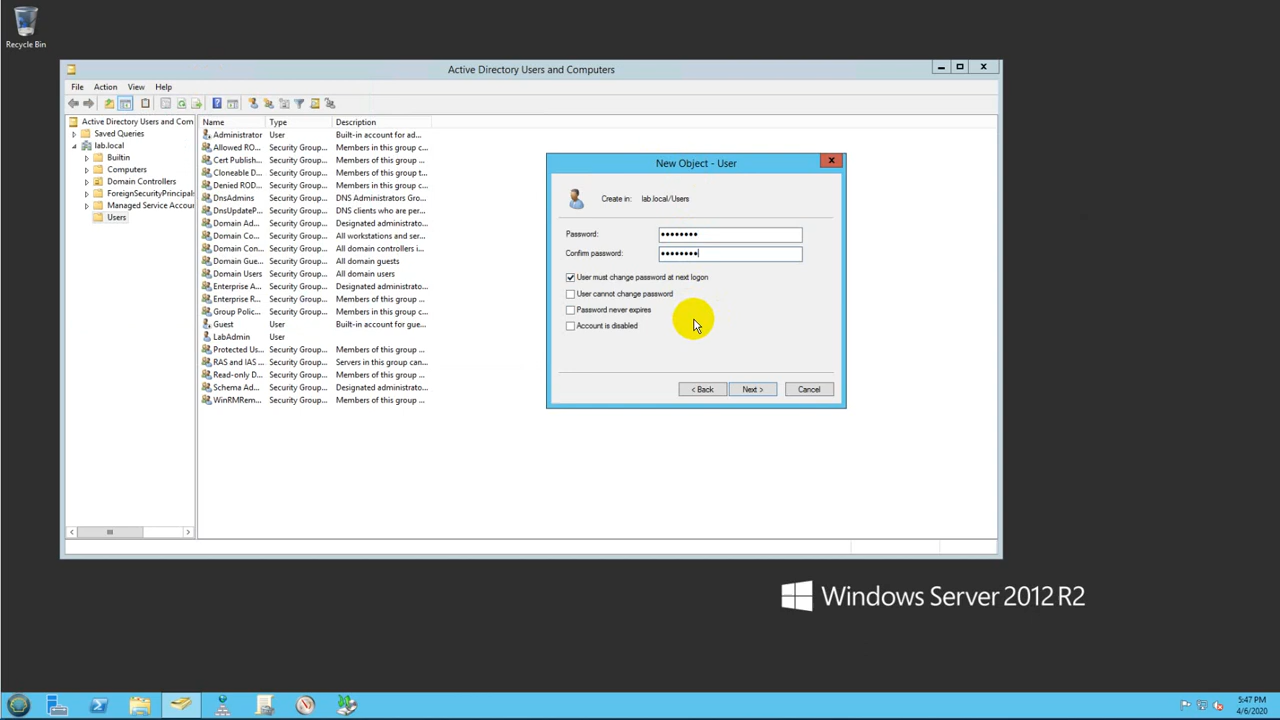 Recycle Bin
Active Directory Users and Computers
File Action View Help
Active Directory Users and Com
Saved Queries
lab.local
Builtin
Computers
Domain Controllers
ForeignSecurityPrincipals
Managed Service Accour
Users
Name Type Description
Administrator User Built-in account for ad...
Allowed RO... Security Group... Members in this group c...
Cert Publish... Security Group... Members of this group ...
Cloneable D... Security Group... Members of this group t...
Denied ROD... Security Group... Members in this group c...
DnsAdmins Security Group... DNS Administrators Gro...
DnsUpdateP... Security Group... DNS clients who are per...
Domain Ad... Security Group... Designated administrato...
Domain Co... Security Group... All workstations and ser...
Domain Con... Security Group... All domain controllers i...
Domain Gue... Security Group... All domain guests
Domain Users Security Group... All domain users
Enterprise A... Security Group... Designated administrato...
Enterprise R... Security Group... Members of this group ...
Group Polic... Security Group... Members in this group c...
Guest User Built-in account for gue...
LabAdmin User
Protected Us... Security Group... Members of this group ...
RAS and IAS ... Security Group... Servers in this group can...
Read-only D... Security Group... Members of this group ...
Schema Ad... Security Group... Designated administrato...
WinRMRem... Security Group... Members of this group ...
New Object - User
Create in: lab.local/Users
Password: ••••••••
Confirm password: ••••••••
User must change password at next logon
User cannot change password
Password never expires
Account is disabled
< Back Next > Cancel
Windows Server 2012 R2
5:47 PM
4/6/2020